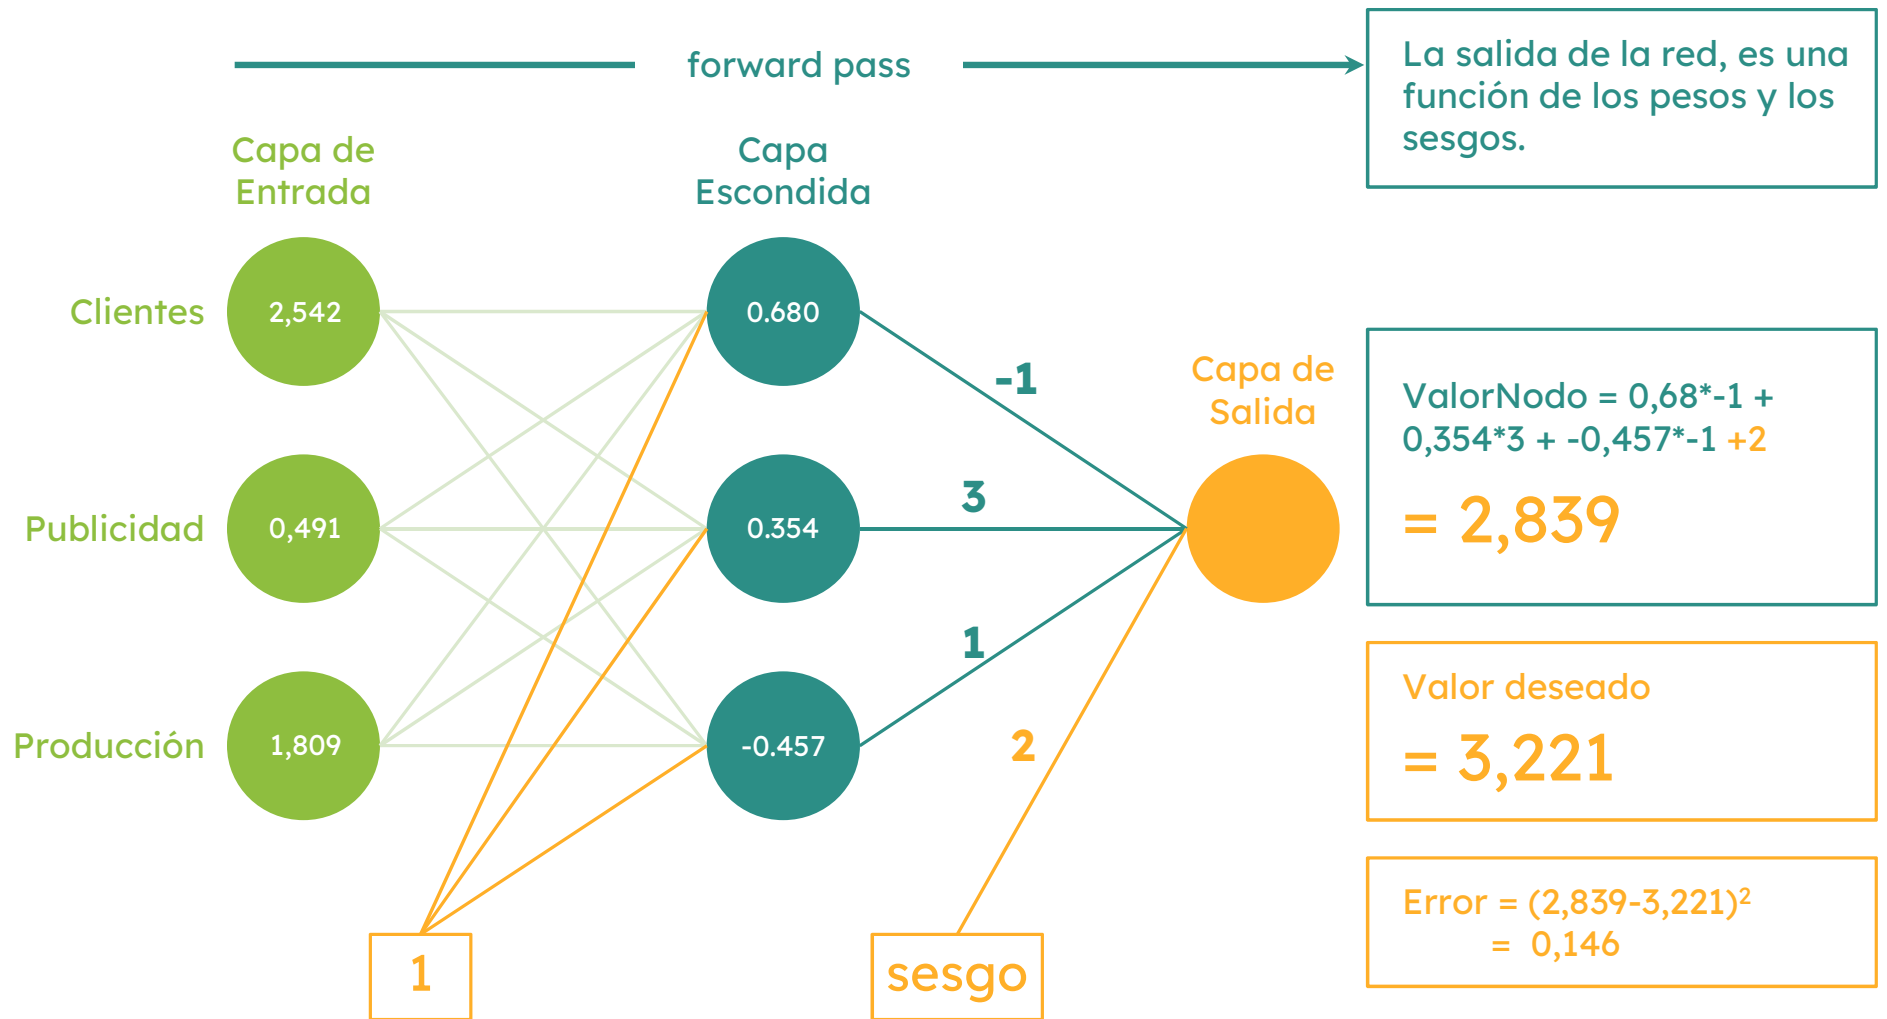 forward pass
La salida de la red, es una
función de los pesos y los
sesgos.
Capa de
Entrada
Capa
Escondida
Clientes
2,542
0.680
-1
Capa de
Salida
ValorNodo = 0,68*-1 +
0,354*3 + -0,457*-1 +2
= 2,839
Publicidad
0,491
0.354
3
1
Valor deseado
= 3,221
Producción
1,809
-0.457
2
Error = (2,839-3,221)²
= 0,146
1
sesgo